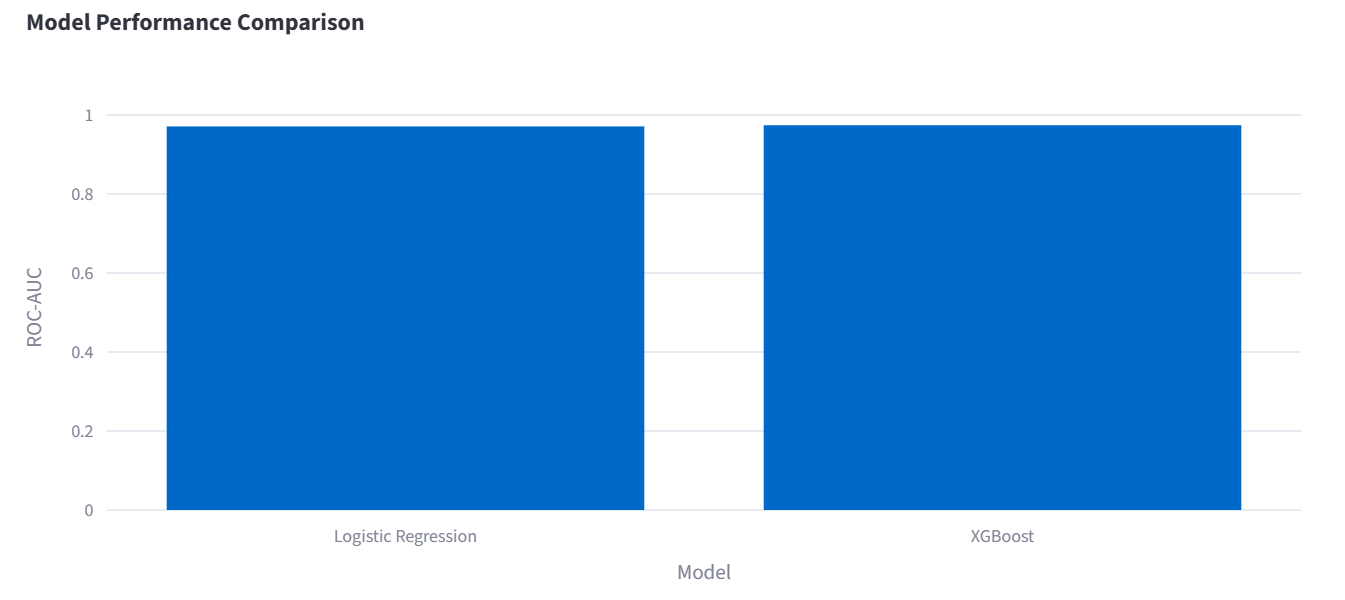 Model Performance Comparison
1
0.8
0.6
0.4
0.2
0
ROC-AUC
Logistic Regression
XGBoost
Model